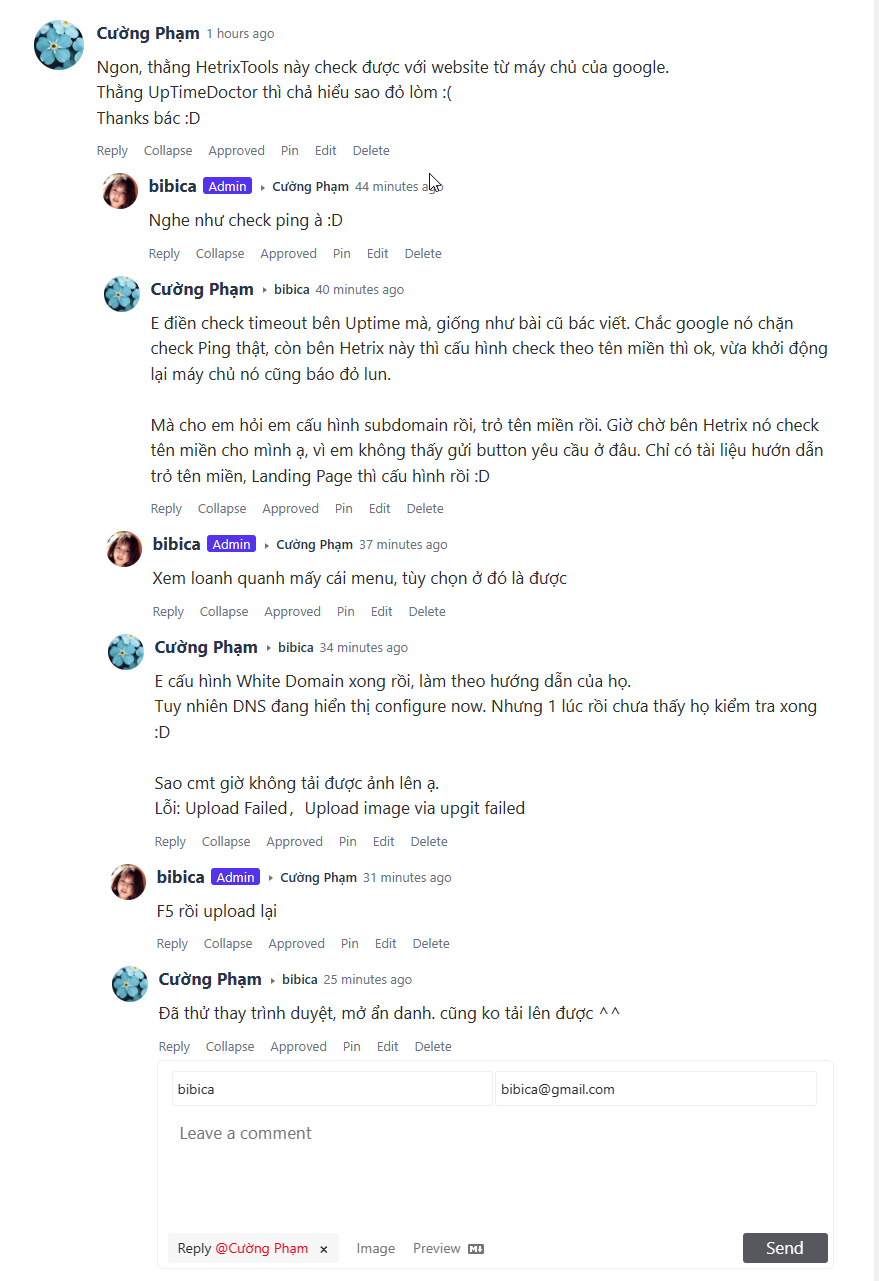 Cường Phạm 1 hours ago
Ngon, thằng HetrixTools này check được với website từ máy chủ của google.
Thằng UpTimeDoctor thì chả hiểu sao đỏ lòm :(
Thanks bác :D
Reply Collapse Approved Pin Edit Delete
bibica Admin Cường Phạm 44 minutes ago
Nghe như check ping à :D
Reply Collapse Approved Pin Edit Delete
Cường Phạm bibica 40 minutes ago
E điền check timeout bên Uptime mà, giống như bài cũ bác viết. Chắc google nó chặn
check Ping thật, còn bên Hetrix này thì cấu hình check theo tên miền thì ok, vừa khởi động
lại máy chủ nó cũng báo đỏ lun.
Mà cho em hỏi em cấu hình subdomain rồi, trỏ tên miền rồi. Giờ chờ bên Hetrix nó check
tên miền cho mình ạ, vì em không thấy gửi button yêu cầu ở đâu. Chỉ có tài liệu hướn dẫn
trỏ tên miền, Landing Page thì cấu hình rồi :D
Reply Collapse Approved Pin Edit Delete
bibica Admin Cường Phạm 37 minutes ago
Xem loanh quanh mấy cái menu, tùy chọn ở đó là được
Reply Collapse Approved Pin Edit Delete
Cường Phạm bibica 34 minutes ago
E cấu hình White Domain xong rồi, làm theo hướng dẫn của họ.
Tuy nhiên DNS đang hiển thị configure now. Nhưng 1 lúc rồi chưa thấy họ kiểm tra xong
:D
Sao cmt giờ không tải được ảnh lên ạ.
Lỗi: Upload Failed，Upload image via upgit failed
Reply Collapse Approved Pin Edit Delete
bibica Admin Cường Phạm 31 minutes ago
F5 rồi upload lại
Reply Collapse Approved Pin Edit Delete
Cường Phạm bibica 25 minutes ago
Đã thử thay trình duyệt, mở ẩn danh. cũng ko tải lên được ^^
Reply Collapse Approved Pin Edit Delete
bibica bibica@gmail.com
Leave a comment
Reply @Cường Phạm × Image Preview M↓ Send